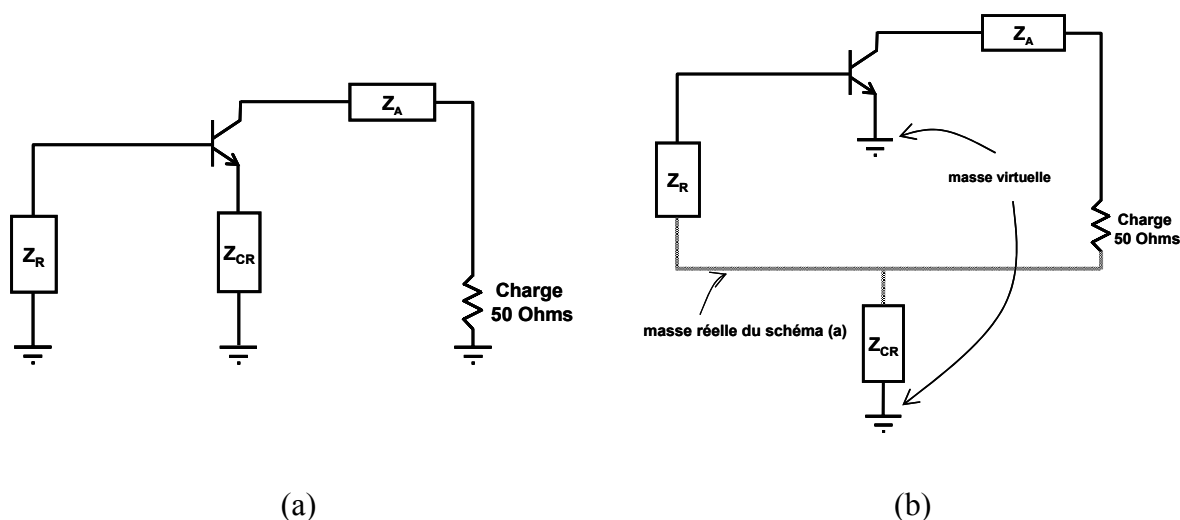 Z_A
Z_R
Z_CR
Charge
50 Ohms
(a)
Z_A
Z_R
masse virtuelle
Charge
50 Ohms
masse réelle du schéma (a)
Z_CR
(b)